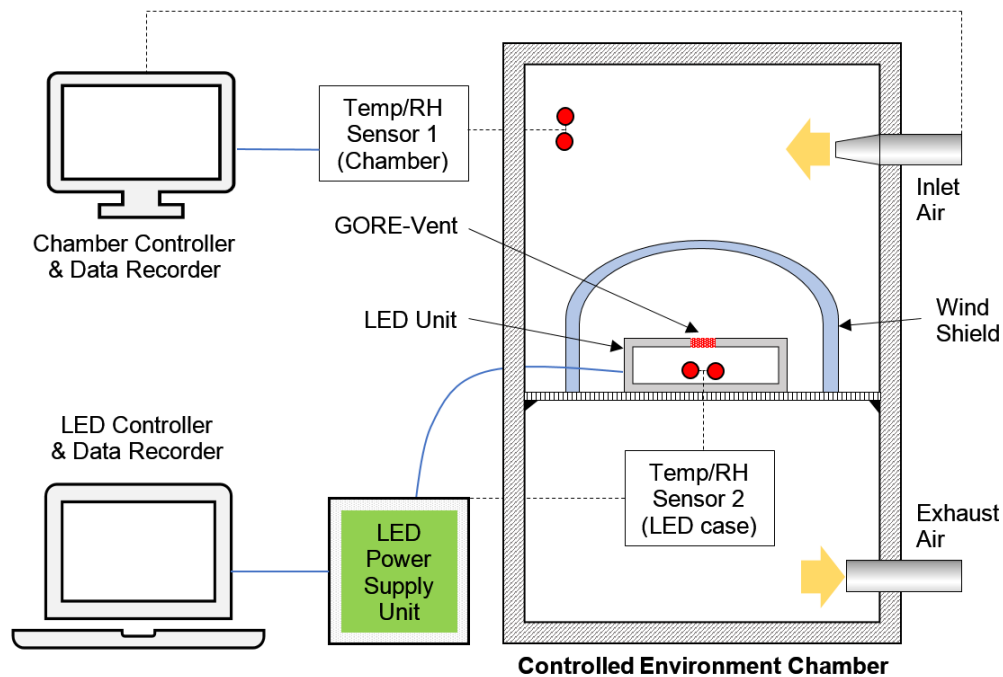 Temp/RH
Sensor 1
(Chamber)
Inlet
Air
GORE-Vent
Chamber Controller
& Data Recorder
LED Unit
Wind
Shield
LED Controller
& Data Recorder
Temp/RH
Sensor 2
(LED case)
LED
Power
Supply
Unit
Exhaust
Air
Controlled Environment Chamber